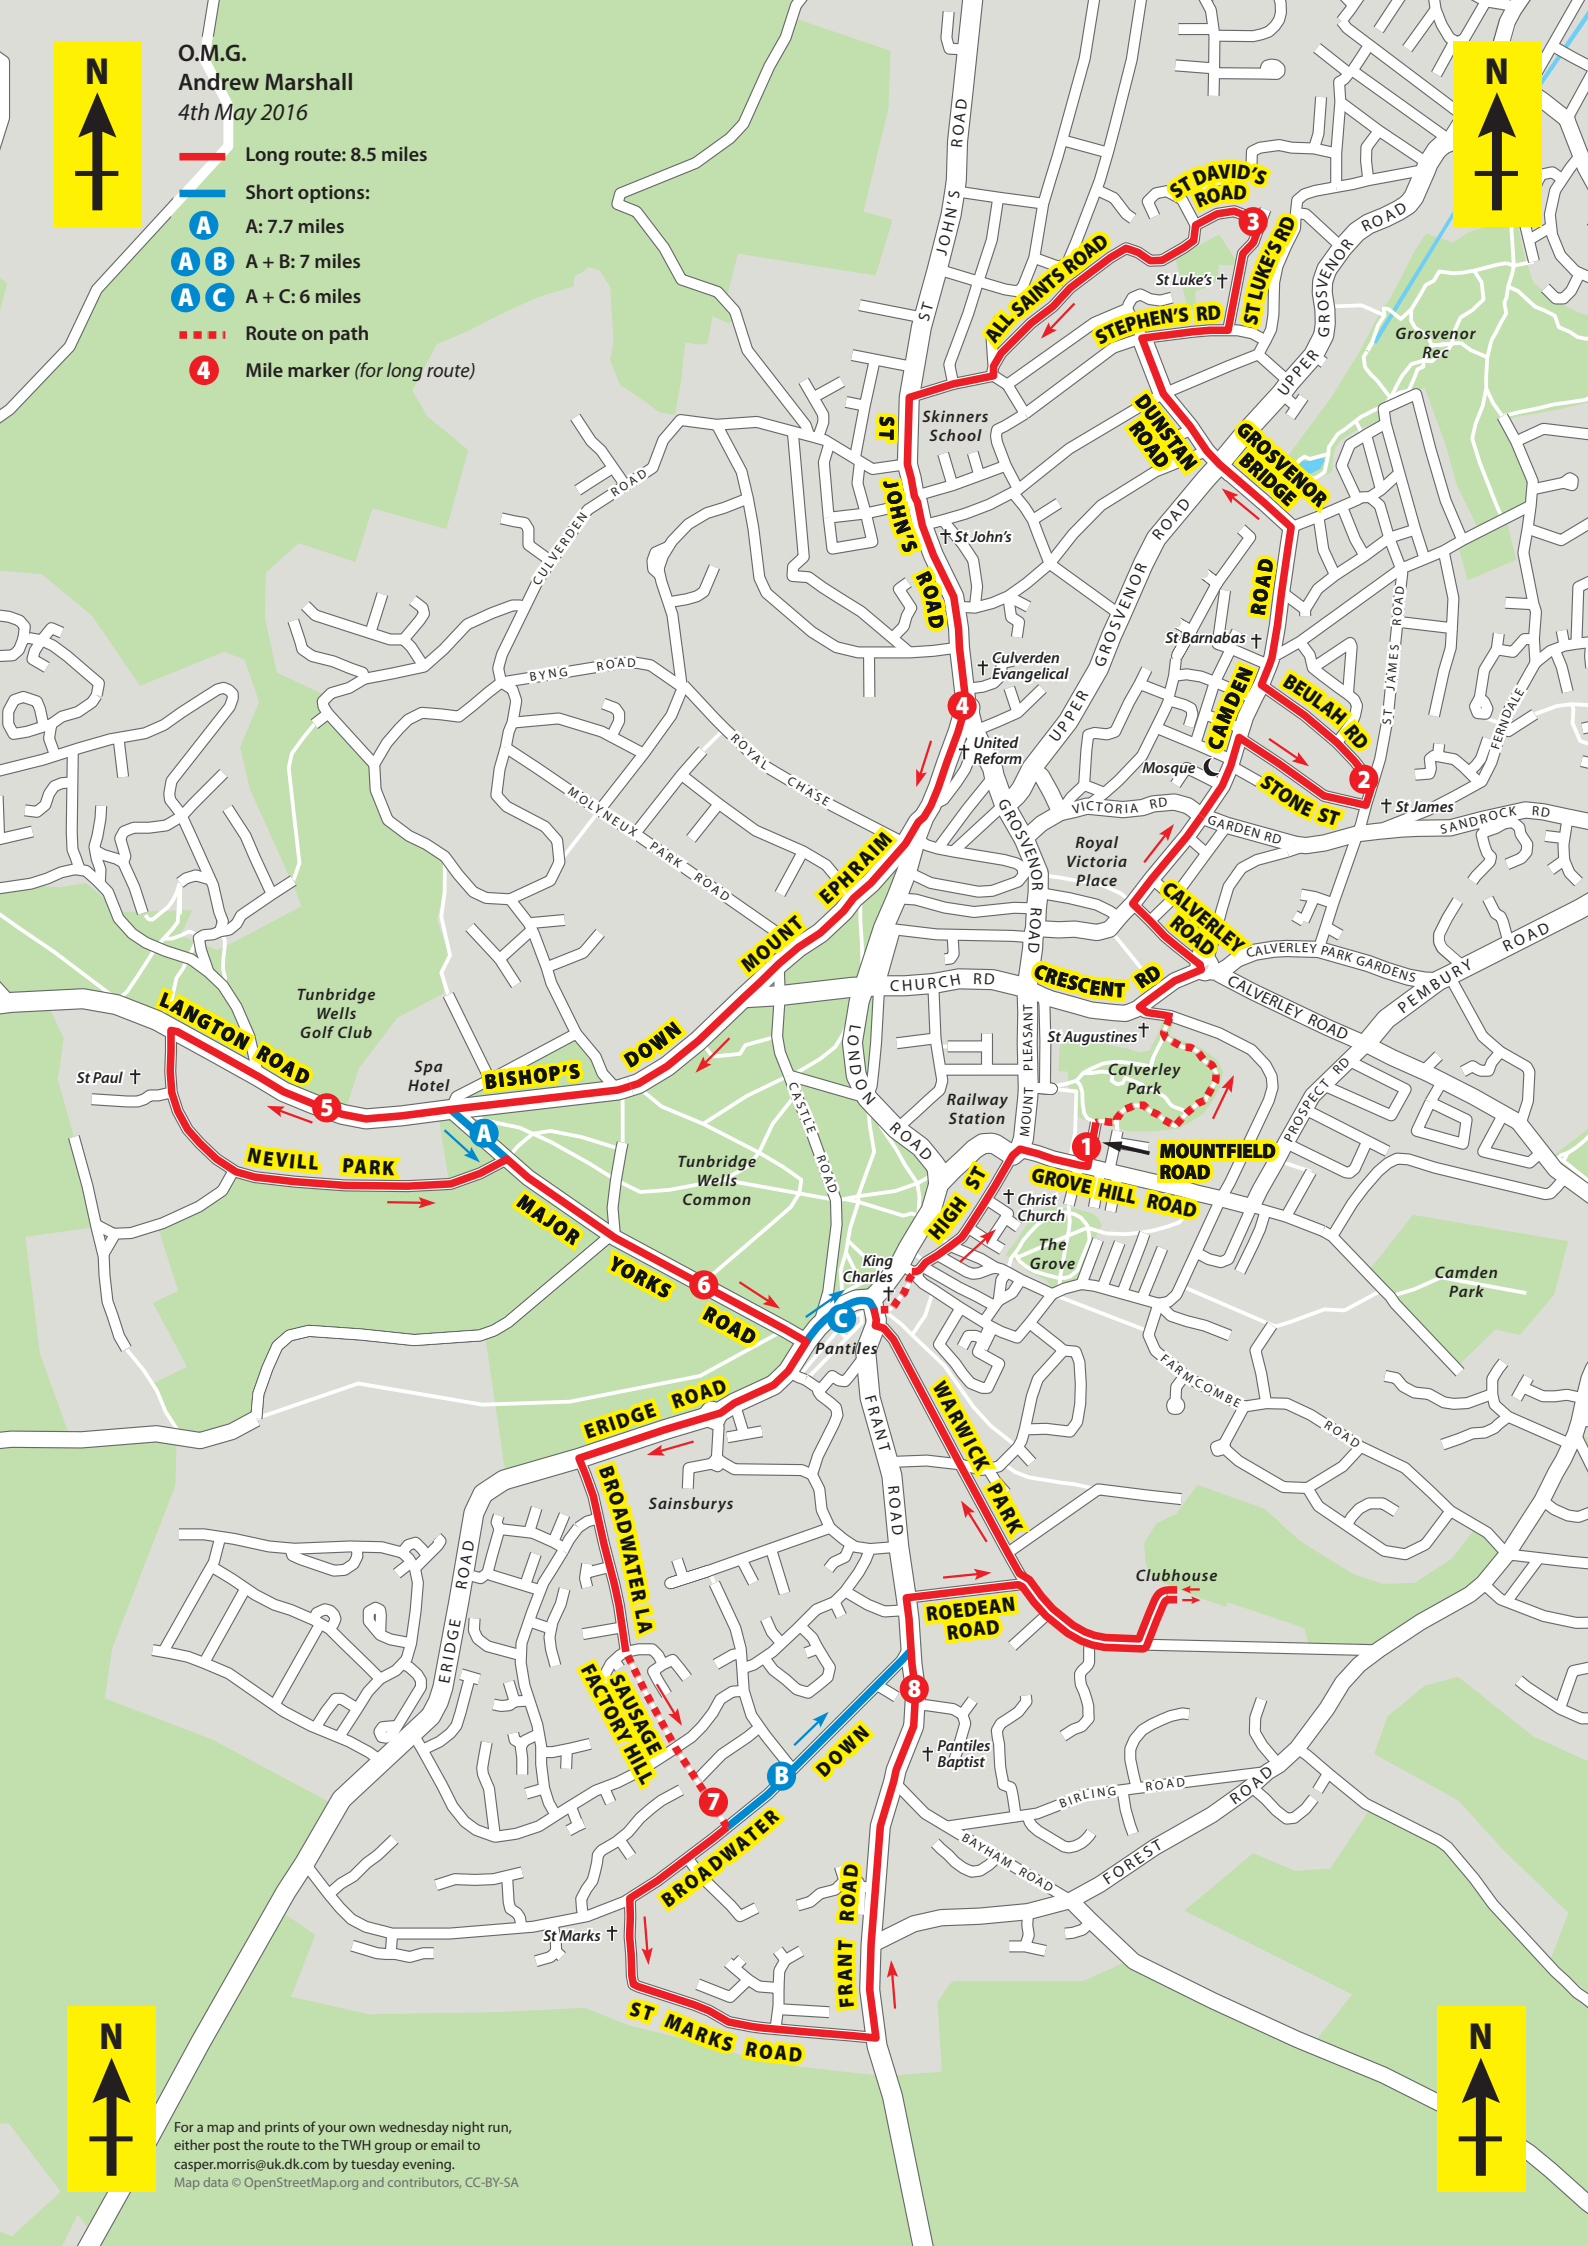 N
O.M.G.
Andrew Marshall
4th May 2016
Long route: 8.5 miles
Short options:
A
A: 7.7 miles
A B
A + B: 7 miles
A C
A + C: 6 miles
Route on path
4
Mile marker (for long route)
N
ST JOHN'S ROAD
ST DAVID'S
ROAD
3
ST LUKE'S RD
St Luke's
ALL SAINTS ROAD
STEPHEN'S RD
UPPER GROSVENOR ROAD
Grosvenor
Rec
Skinners
School
DUNSTAN
ROAD
GROSVENOR
BRIDGE
ST JOHN'S ROAD
CULVERDEN ROAD
St John's
UPPER GROSVENOR ROAD
CAMDEN ROAD
St Barnabas
ST JAMES ROAD
BYNG ROAD
Culverden
Evangelical
4
BEULAH RD
FERNDALE
ROYAL CHASE
United
Reform
Mosque
2
STONE ST
St James
MOLYNEUX PARK ROAD
GROSVENOR ROAD
VICTORIA RD
GARDEN RD
SANDROCK RD
Royal
Victoria
Place
MOUNT EPHRAIM
CALVERLEY
ROAD
CALVERLEY PARK GARDENS
PEMBURY ROAD
CRESCENT RD
CHURCH RD
CALVERLEY ROAD
LANGTON ROAD
Tunbridge
Wells
Golf Club
LONDON ROAD
MOUNT PLEASANT
St Augustines
Calverley
Park
PROSPECT RD
St Paul
Spa
Hotel
BISHOP'S DOWN
5
CASTLE ROAD
Railway
Station
A
1
MOUNTFIELD
ROAD
NEVILL PARK
Tunbridge
Wells
Common
GROVE HILL ROAD
HIGH ST
Christ
Church
The
Grove
MAJOR YORKS ROAD
6
King
Charles
Camden
Park
C
Pantiles
FARMCOMBE ROAD
ERIDGE ROAD
FRANT ROAD
WARWICK PARK
BROADWATER LA
Sainsburys
ERIDGE ROAD
Clubhouse
ROEDEAN
ROAD
SAUSAGE
FACTORY HILL
8
Pantiles
Baptist
B
BROADWATER DOWN
7
BIRLING ROAD
BAYHAM ROAD
FOREST ROAD
FRANT ROAD
St Marks
ST MARKS ROAD
N
N
For a map and prints of your own wednesday night run,
either post the route to the TWH group or email to
casper.morris@uk.dk.com by tuesday evening.
Map data © OpenStreetMap.org and contributors, CC-BY-SA